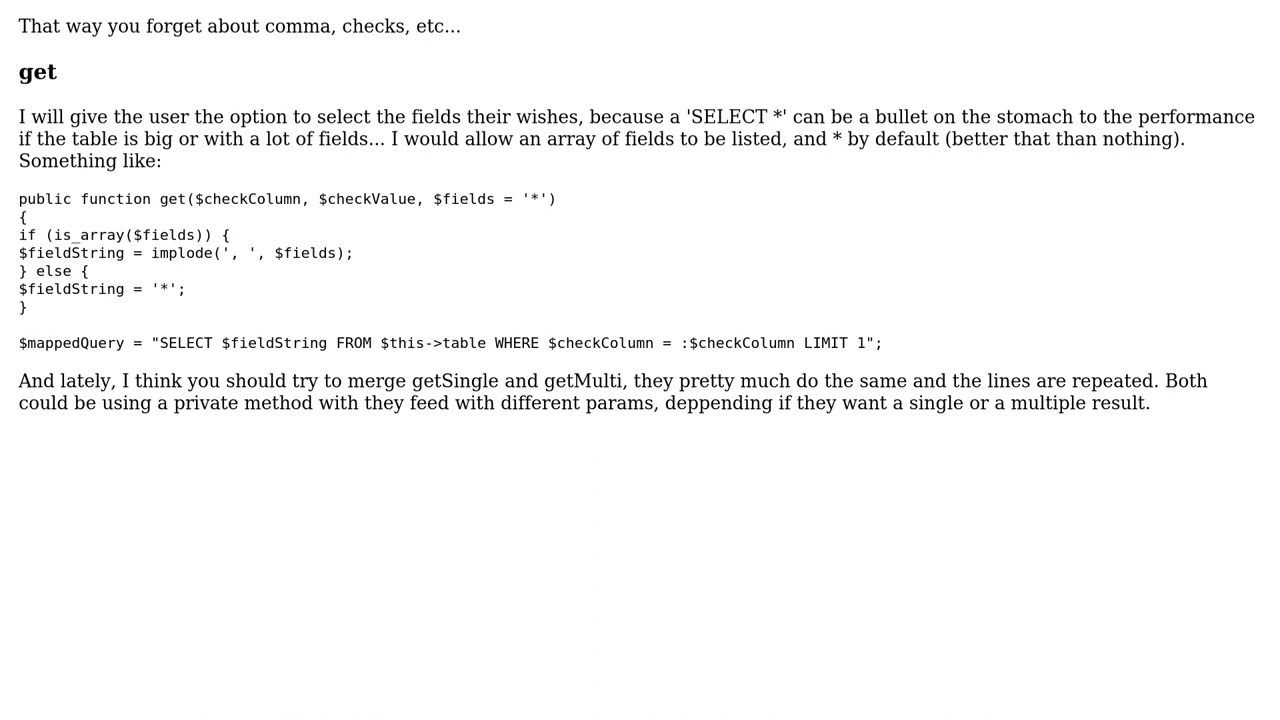 That way you forget about comma, checks, etc...
get
I will give the user the option to select the fields their wishes, because a 'SELECT *' can be a bullet on the stomach to the performance
if the table is big or with a lot of fields... I would allow an array of fields to be listed, and * by default (better that than nothing).
Something like:
public function get($checkColumn, $checkValue, $fields = '*')
{
if (is_array($fields)) {
$fieldString = implode(', ', $fields);
} else {
$fieldString = '*';
}
$mappedQuery = "SELECT $fieldString FROM $this->table WHERE $checkColumn = :$checkColumn LIMIT 1";
And lately, I think you should try to merge getSingle and getMulti, they pretty much do the same and the lines are repeated. Both
could be using a private method with they feed with different params, deppending if they want a single or a multiple result.